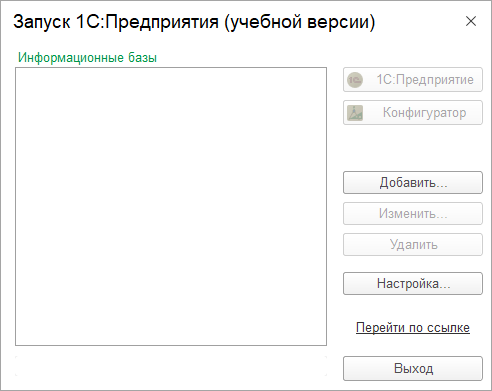 Запуск 1С:Предприятия (учебной версии)
Информационные базы
1С:Предприятие
Конфигуратор
Добавить...
Изменить...
Удалить
Настройка...
Перейти по ссылке
Выход